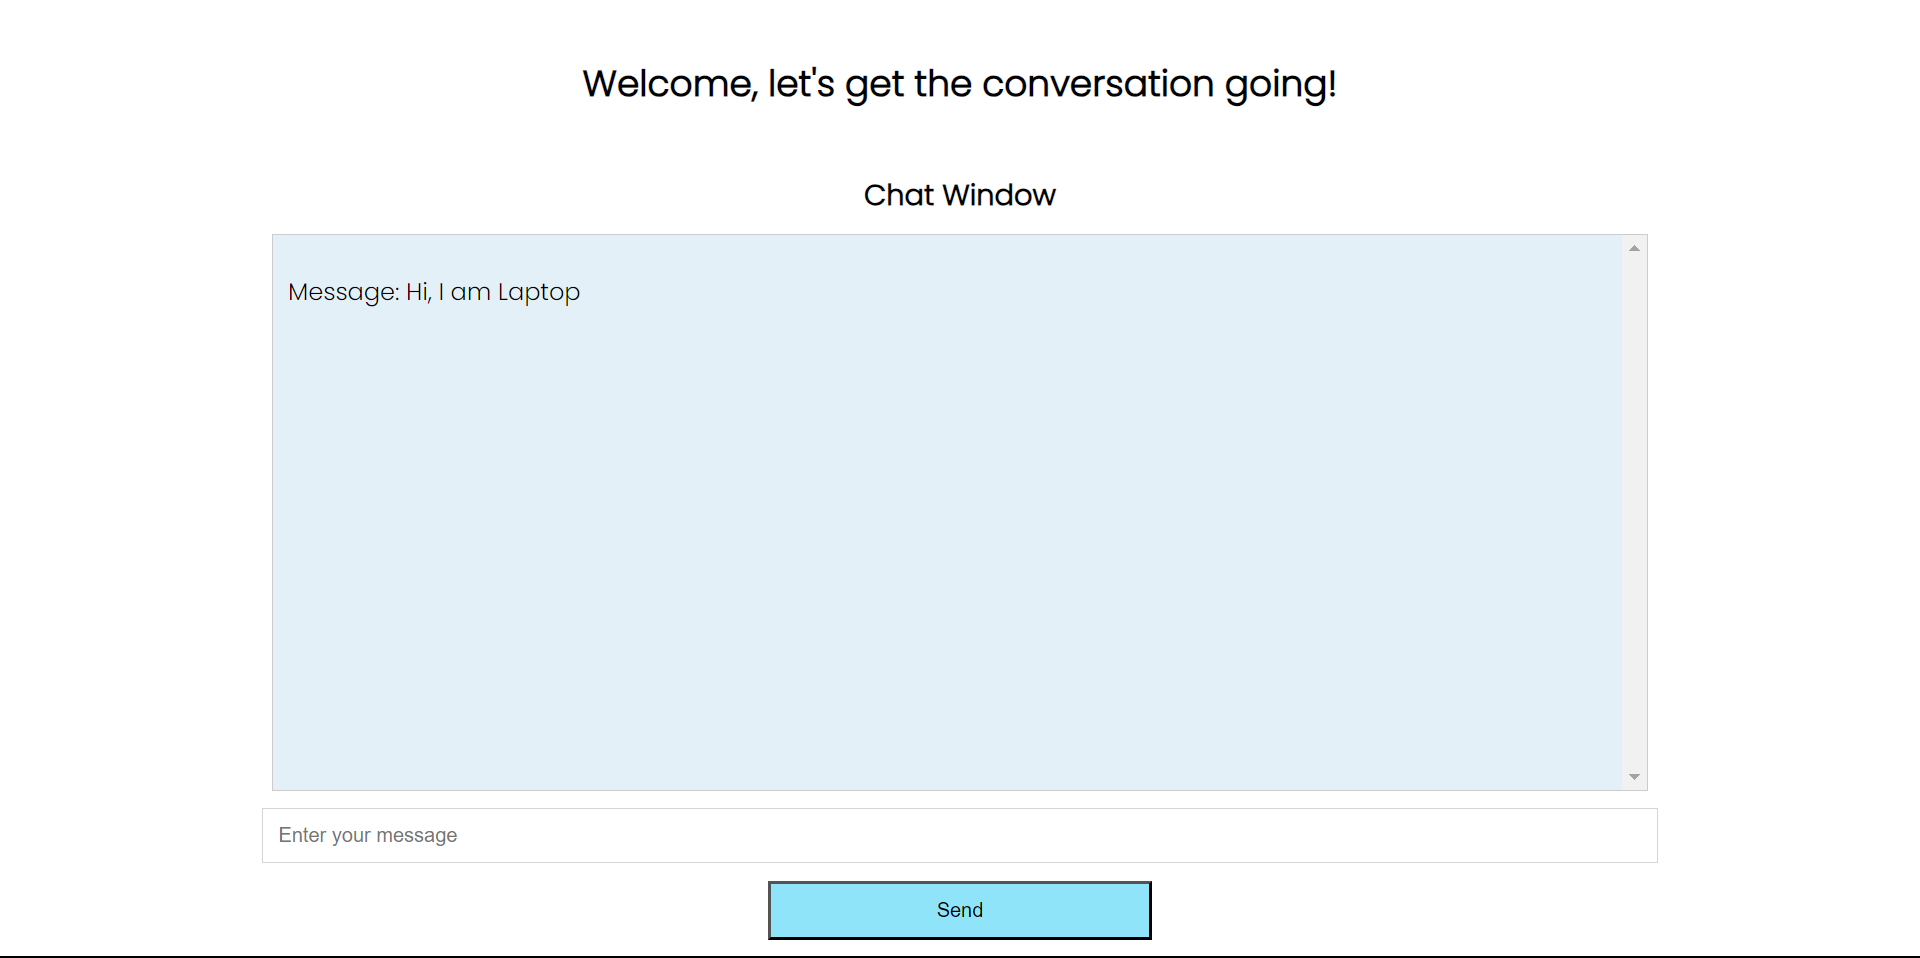 Welcome, let's get the conversation going!
Chat Window
Message: Hi, I am Laptop
Enter your message
Send